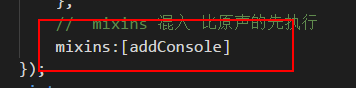 },
//  mixins 混入 比原声的先执行
mixins:[addConsole]
});